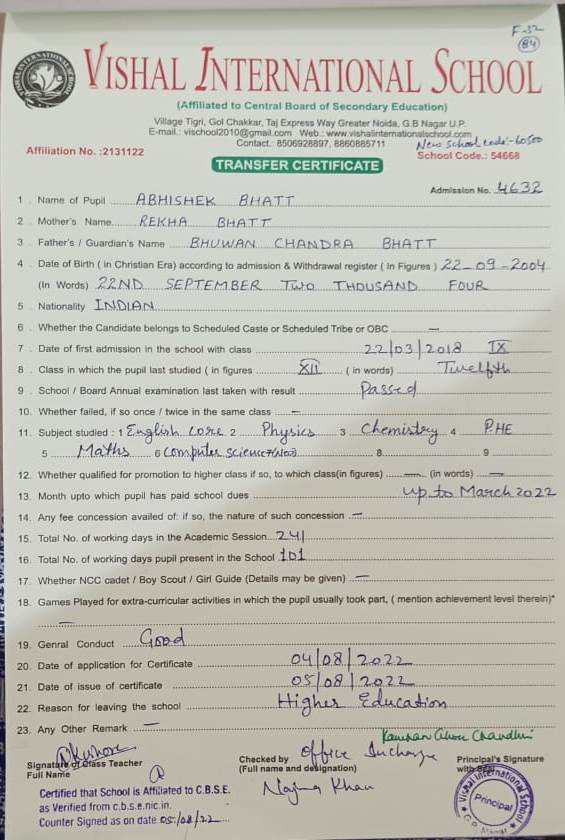 F-32
84
VISHAL INTERNATIONAL SCHOOL
(Affiliated to Central Board of Secondary Education)
Village Tigri, Gol Chakkar, Taj Express Way Greater Noida, G.B Nagar U.P.
E-mail.: vischool2010@gmail.com Web.: www.vishalinternationalschool.com
Contact.: 8506928897, 8860885711
New School code:- 60500
Affiliation No. :2131122
School Code.: 54668
TRANSFER CERTIFICATE
Admission No. 4632
1 . Name of Pupil ABHISHEK BHATT
2 . Mother's Name REKHA BHATT
3 . Father's / Guardian's Name BHUWAN CHANDRA BHATT
4 . Date of Birth ( in Christian Era) according to admission & Withdrawal register ( In Figures ) 22-09-2004
(In Words) 22ND SEPTEMBER TWO THOUSAND FOUR
5 . Nationality INDIAN
6 . Whether the Candidate belongs to Scheduled Caste or Scheduled Tribe or OBC —
7 . Date of first admission in the school with class 22/03/2018 IX
8 . Class in which the pupil last studied ( in figures XII ( in words) Twelfth
9 . School / Board Annual examination last taken with result Passed
10. Whether failed, if so once / twice in the same class —
11. Subject studied : 1 English Core 2 Physics 3 Chemistry 4 P.HE
5 Maths 6 Computer Science 7 8 9
12. Whether qualified for promotion to higher class if so, to which class(in figures) — (in words) —
13. Month upto which pupil has paid school dues up to March 2022
14. Any fee concession availed of: if so, the nature of such concession —
15. Total No. of working days in the Academic Session 241
16. Total No. of working days pupil present in the School 101
17. Whether NCC cadet / Boy Scout / Girl Guide (Details may be given) —
18. Games Played for extra-curricular activities in which the pupil usually took part, ( mention achievement level therein)*
—
19. Genral Conduct Good
20. Date of application for Certificate 04/08/2022
21. Date of issue of certificate 05/08/2022
22. Reason for leaving the school Higher Education
23. Any Other Remark —
Kishore
Signature of Class Teacher
Full Name
Office Incharge
Checked by
(Full name and designation)
Najma Khan
Principal's Signature
with Seal
Vishal International School
Principal
Certified that School is Affiliated to C.B.S.E.
as Verified from c.b.s.e.nic.in.
Counter Signed as on date 05/08/22